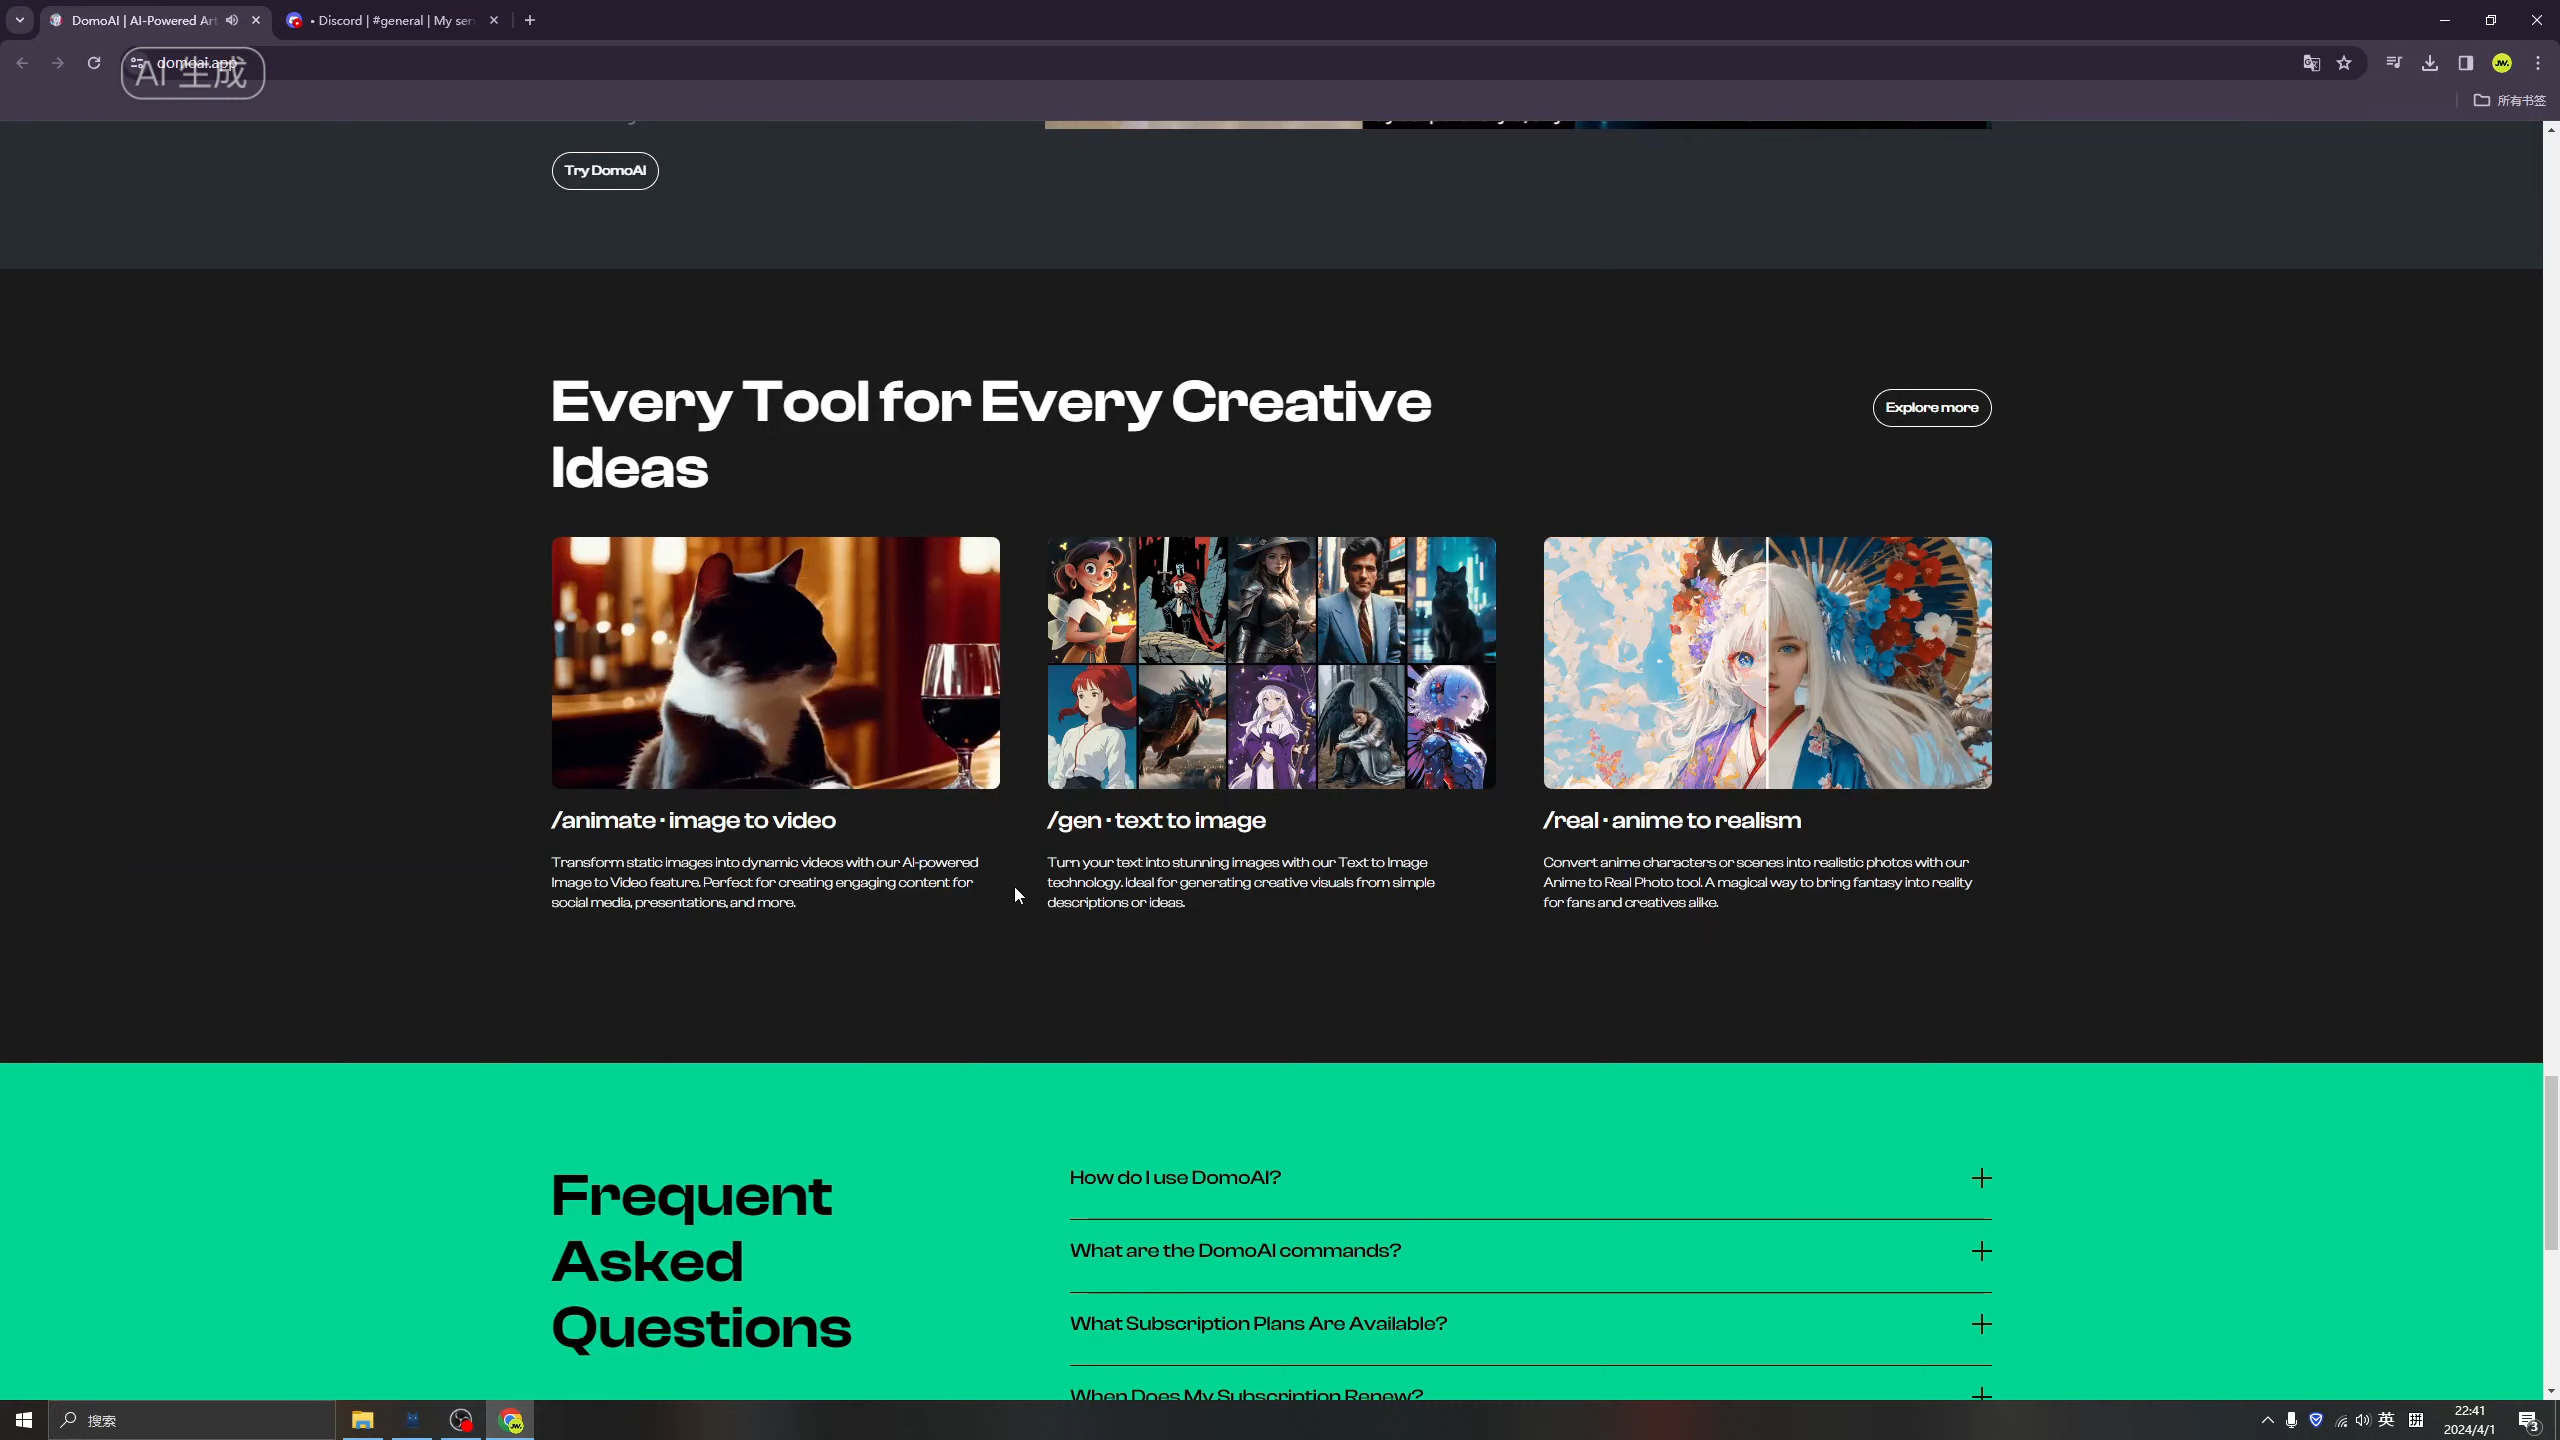 DomoAI | AI-Powered Art
• Discord | #general | My ser
domoai.app
AI 生成
所有书签
Try DomoAI
Every Tool for Every Creative
Ideas
Explore more
/animate · image to video
Transform static images into dynamic videos with our AI-powered
Image to Video feature. Perfect for creating engaging content for
social media, presentations, and more.
/gen · text to image
Turn your text into stunning images with our Text to Image
technology. Ideal for generating creative visuals from simple
descriptions or ideas.
/real · anime to realism
Convert anime characters or scenes into realistic photos with our
Anime to Real Photo tool. A magical way to bring fantasy into reality
for fans and creatives alike.
Frequent
Asked
Questions
How do I use DomoAI?
What are the DomoAI commands?
What Subscription Plans Are Available?
When Does My Subscription Renew?
搜索
英
拼
22:41
2024/4/1
3